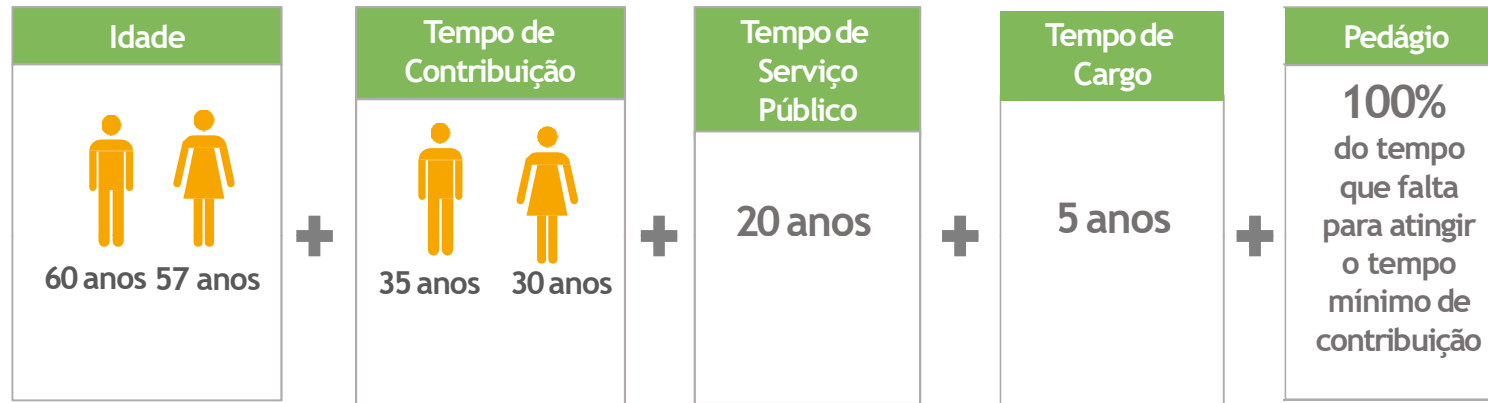 Idade
60 anos 57 anos
Tempo de
Contribuição
35 anos 30 anos
Tempo de
Serviço
Público
20 anos
Tempo de
Cargo
5 anos
Pedágio
100%
do tempo
que falta
para atingir
o tempo
mínimo de
contribuição